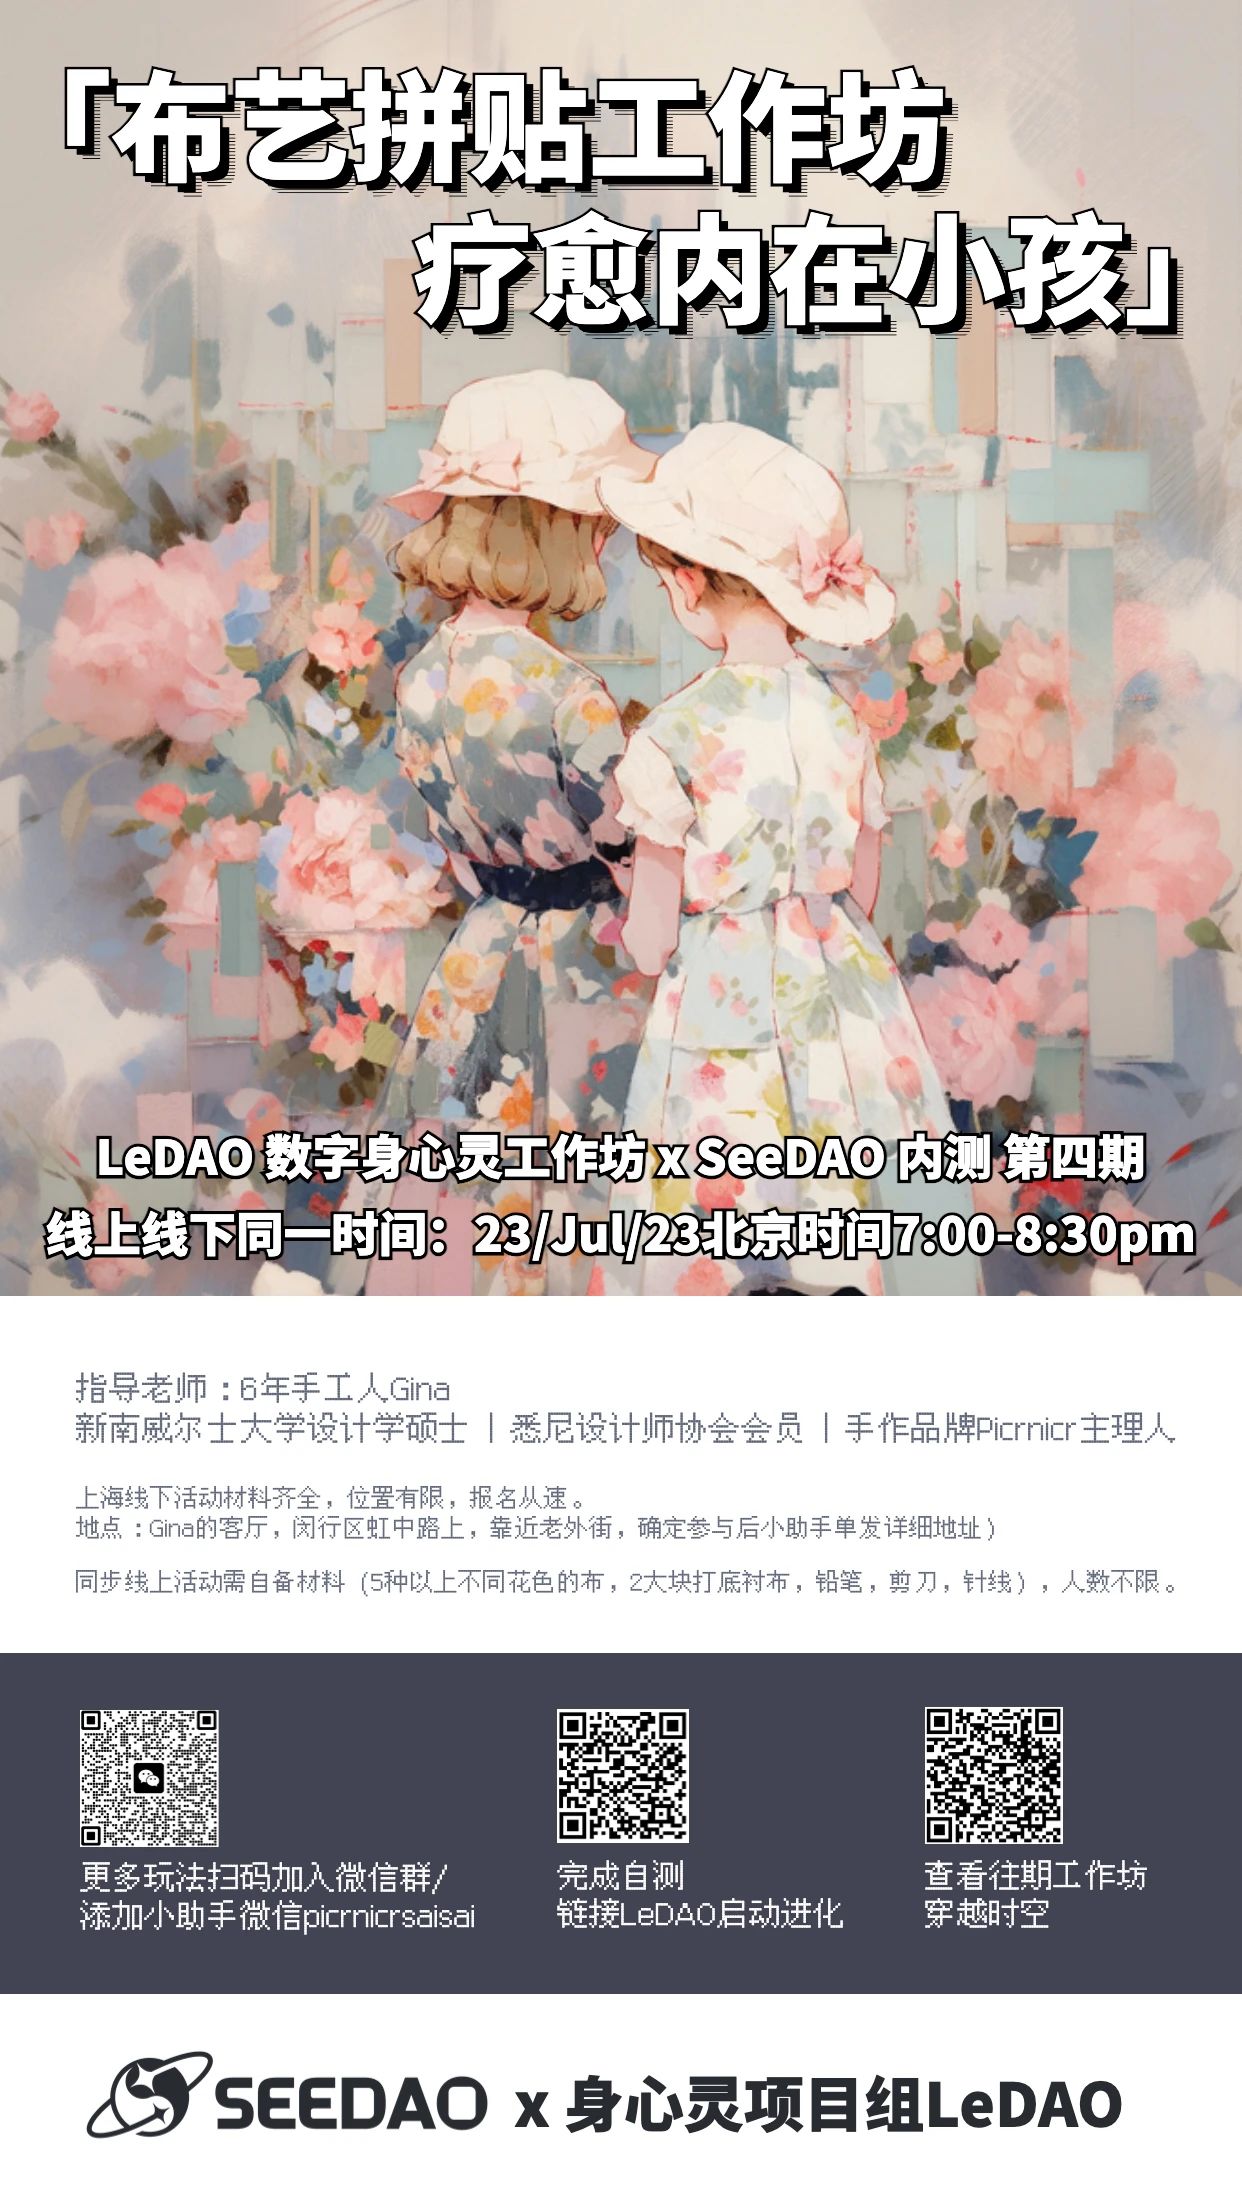 「布艺拼贴工作坊
疗愈内在小孩」
LeDAO 数字身心灵工作坊 x SeeDAO 内测 第四期
线上线下同一时间：23/Jul/23北京时间7:00-8:30pm
指导老师：6年手工人Gina
新南威尔士大学设计学硕士 | 悉尼设计师协会会员 | 手作品牌Picrnicr主理人
上海线下活动材料齐全，位置有限，报名从速。
地点：Gina的客厅，闵行区虹中路上，靠近老外街，确定参与后小助手单发详细地址）
同步线上活动需自备材料（5种以上不同花色的布，2大块打底衬布，铅笔，剪刀，针线），人数不限。
更多玩法扫码加入微信群/
添加小助手微信picrnicrsaisai
完成自测
链接LeDAO启动进化
查看往期工作坊
穿越时空
SEEDAO x 身心灵项目组LeDAO